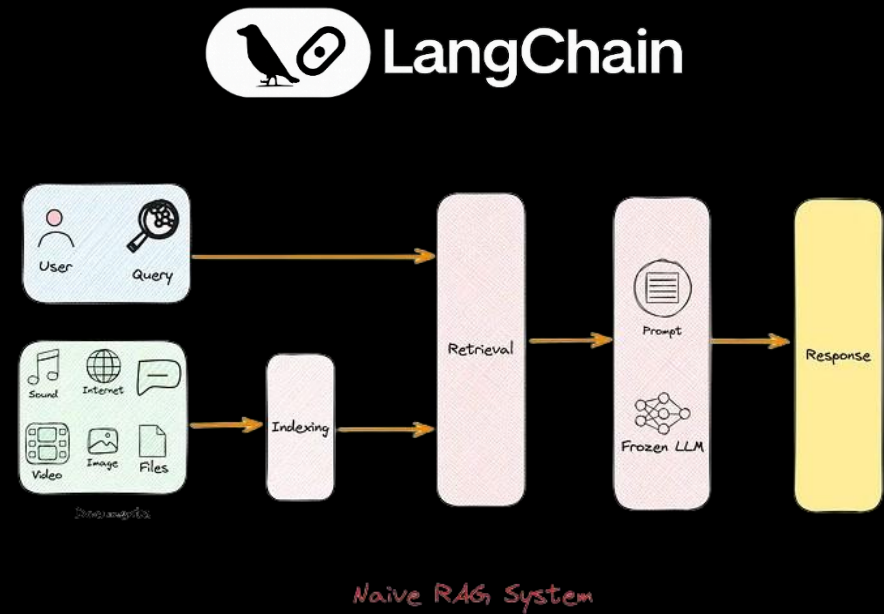 LangChain
User
Query
Sound
Internet
Video
Image
Files
Indexing
Retrieval
Prompt
Frozen LLM
Response
Naive RAG System